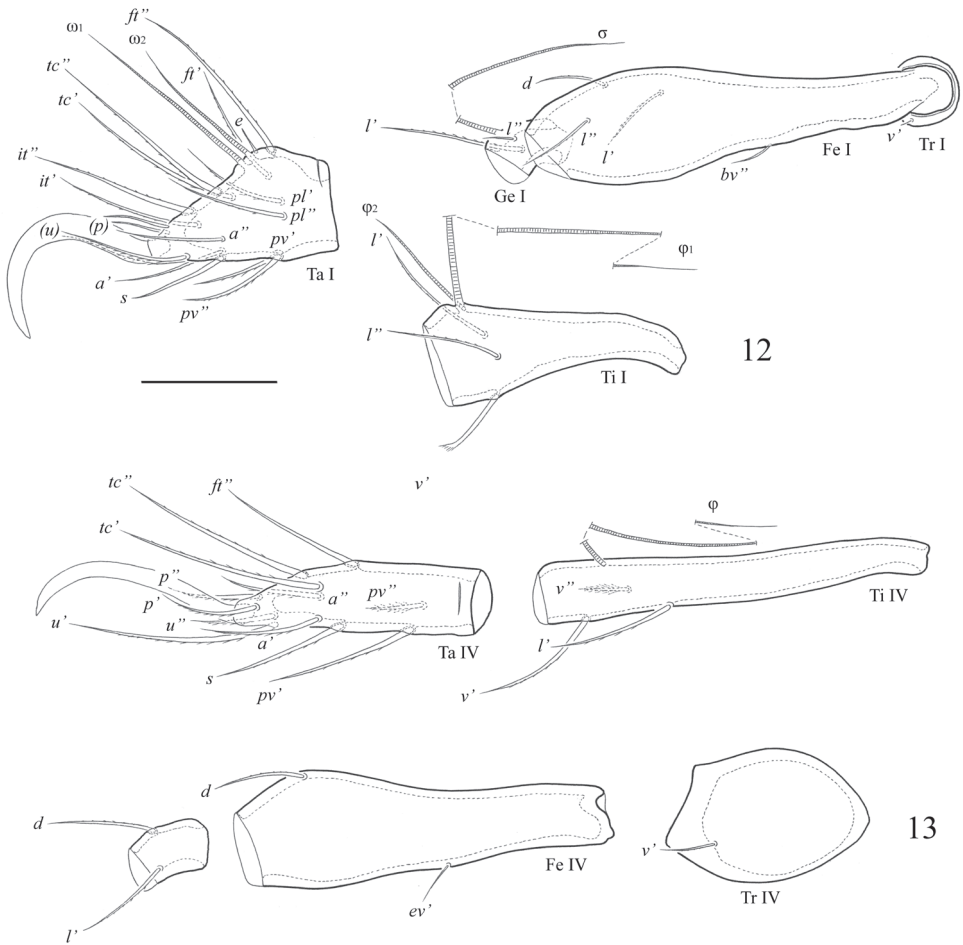 ft”
ω1
ω2
tc”
ft’
tc’
e
it”
it’
pl’
pl”
(u)
(p)
a”
pv’
a’
s
pv”
Ta I
σ
d
l’
l”
l”
l’
bv”
v’
Ge I
Fe I
Tr I
φ2
l’
φ1
l”
Ti I
12
v’
tc”
ft”
tc’
p”
p’
a”
pv”
u’
u”
a’
s
pv’
Ta IV
φ
v”
l’
v’
Ti IV
d
l’
d
ev’
Fe IV
v’
Tr IV
13